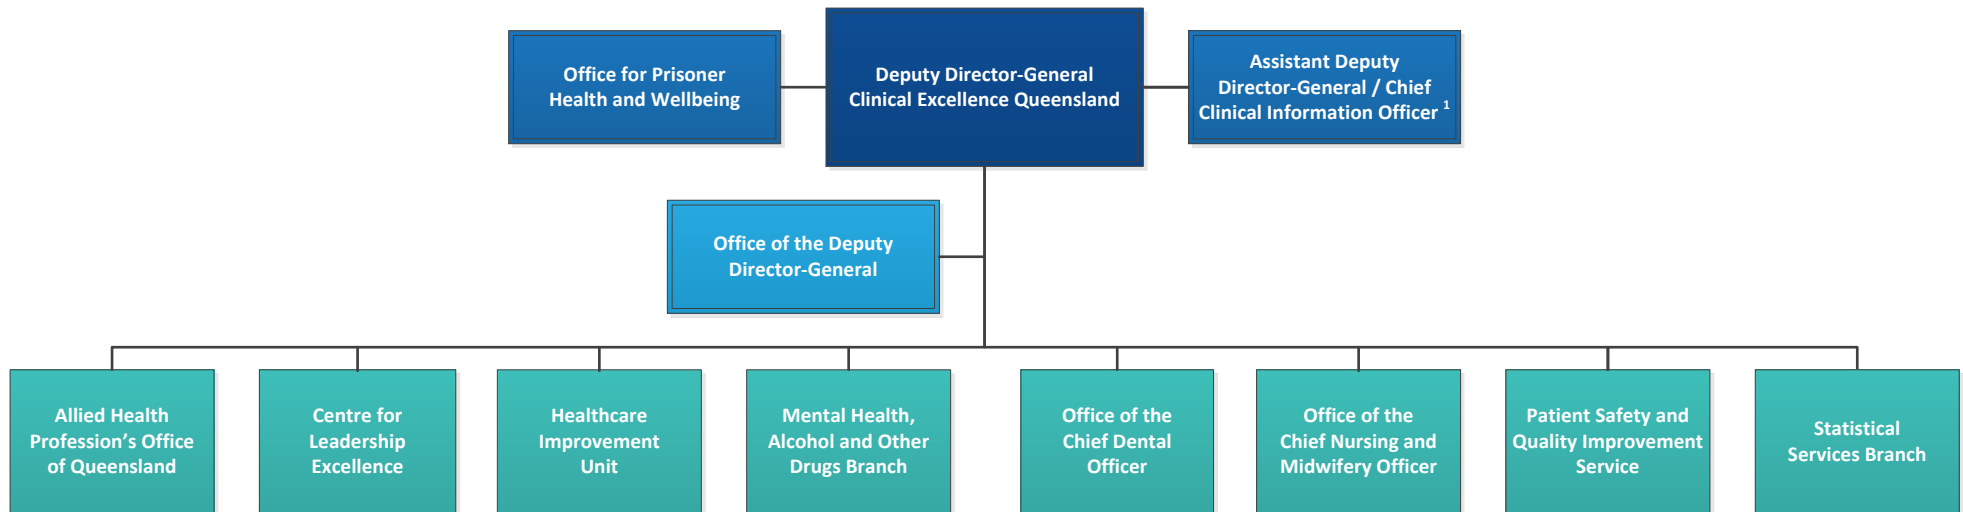 Office for Prisoner
Health and Wellbeing
Deputy Director-General
Clinical Excellence Queensland
Assistant Deputy
Director-General / Chief
Clinical Information Officer 1
Office of the Deputy
Director-General
Allied Health
Profession’s Office
of Queensland
Centre for
Leadership
Excellence
Healthcare
Improvement
Unit
Mental Health,
Alcohol and Other
Drugs Branch
Office of the
Chief Dental
Officer
Office of the
Chief Nursing and
Midwifery Officer
Patient Safety and
Quality Improvement
Service
Statistical
Services Branch